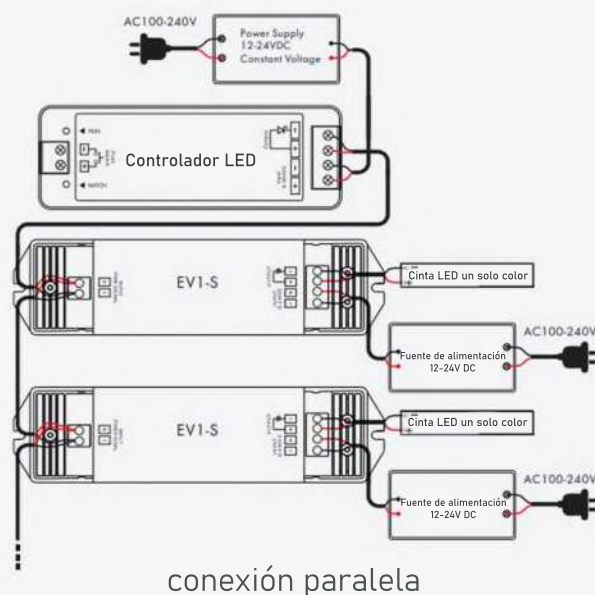 AC100-240V
Power Supply
12-24VDC
Constant Voltage
Controlador LED
EV1-S
Cinta LED un solo color
AC100-240V
Fuente de alimentación
12-24V DC
EV1-S
Cinta LED un solo color
AC100-240V
Fuente de alimentación
12-24V DC
conexión paralela